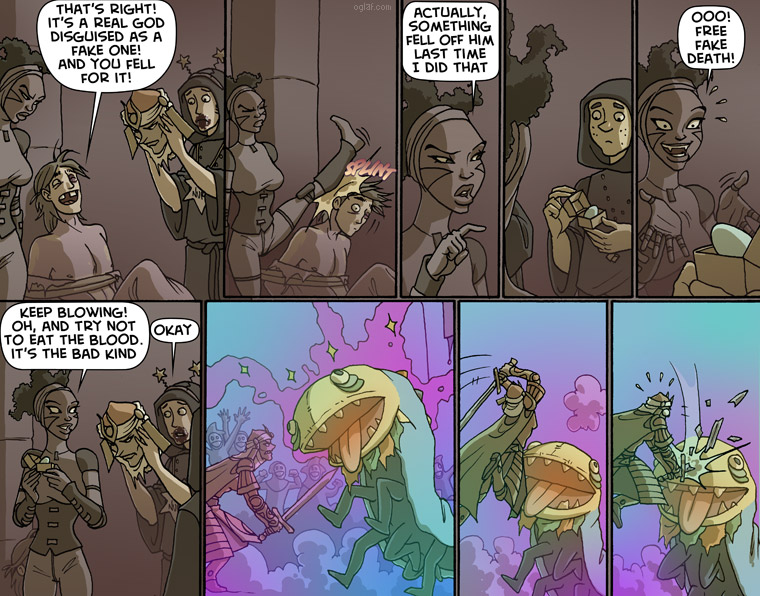 oglaf.com
THAT'S RIGHT!
IT'S A REAL GOD
DISGUISED AS A
FAKE ONE!
AND YOU FELL
FOR IT!
SPLINT
ACTUALLY,
SOMETHING
FELL OFF HIM
LAST TIME
I DID THAT
OOO!
FREE
FAKE
DEATH!
KEEP BLOWING!
OH, AND TRY NOT
TO EAT THE BLOOD.
IT'S THE BAD KIND
OKAY